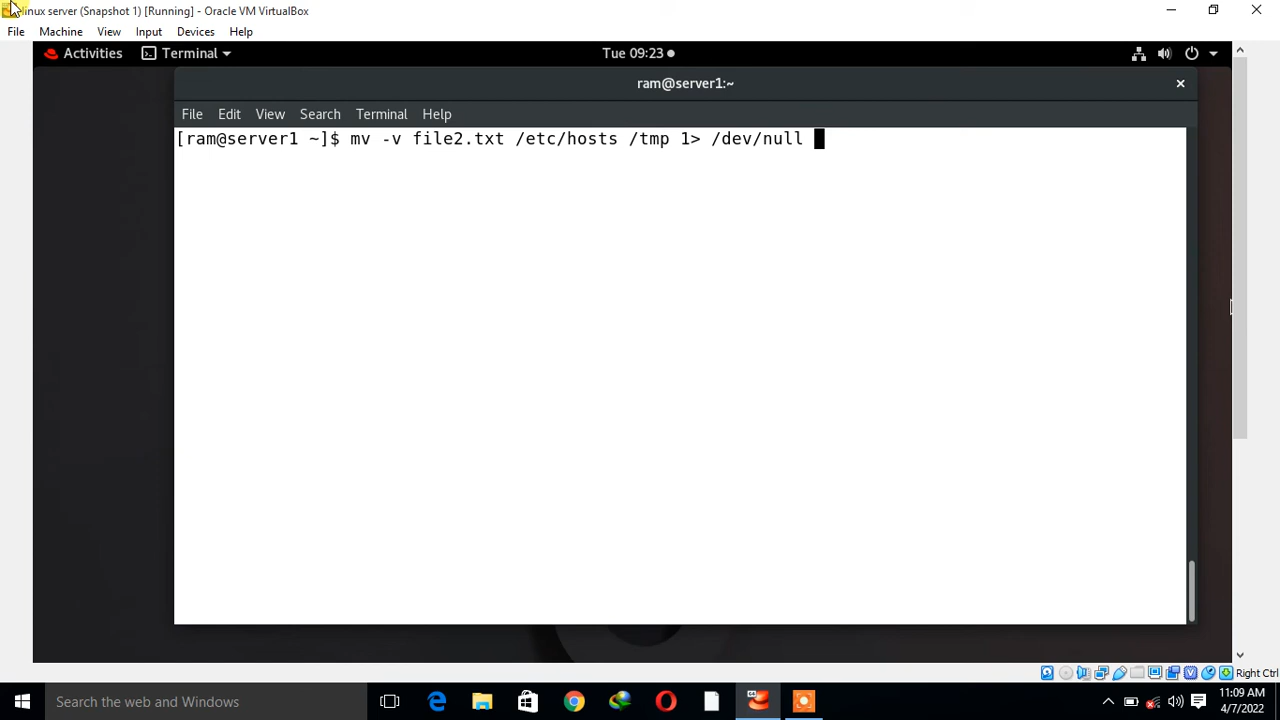 linux server (Snapshot 1) [Running] - Oracle VM VirtualBox
File Machine View Input Devices Help
Activities Terminal Tue 09:23
ram@server1:~
File Edit View Search Terminal Help
[ram@server1 ~]$ mv -v file2.txt /etc/hosts /tmp 1> /dev/null
Right Ctrl
Search the web and Windows
11:09 AM
4/7/2022